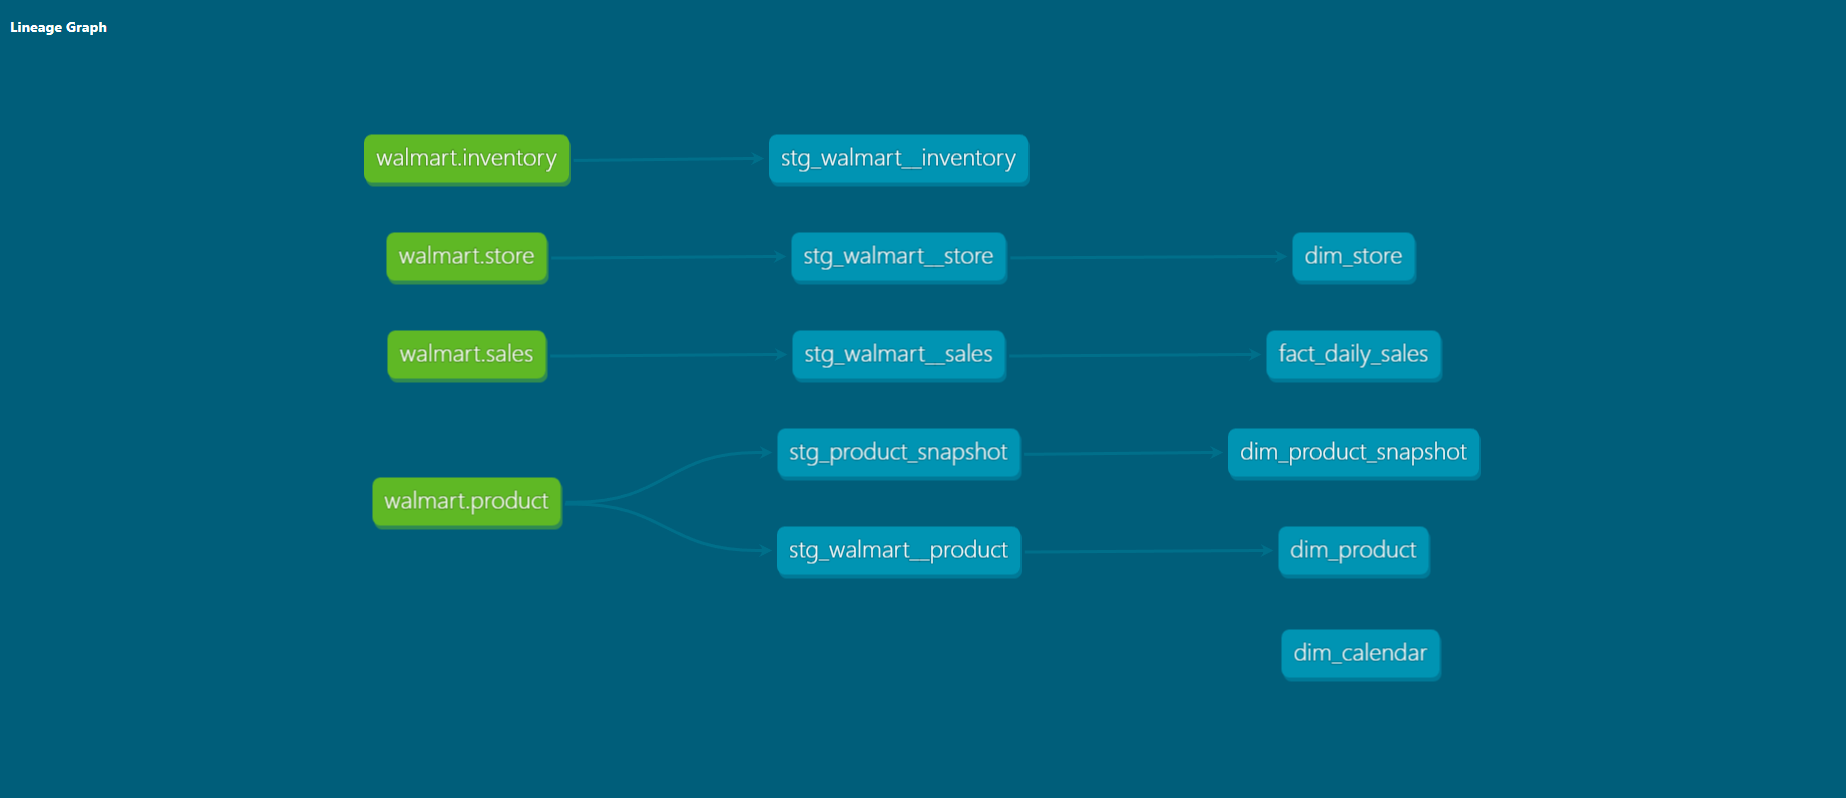 Lineage Graph
walmart.inventory
stg_walmart__inventory
walmart.store
stg_walmart__store
dim_store
walmart.sales
stg_walmart__sales
fact_daily_sales
stg_product_snapshot
dim_product_snapshot
walmart.product
stg_walmart__product
dim_product
dim_calendar